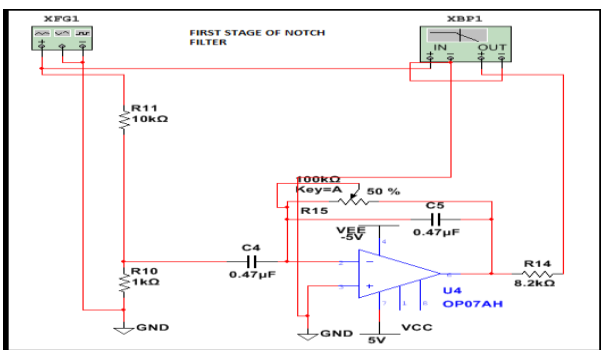 XFG1
XBP1
FIRST STAGE OF NOTCH
FILTER
IN OUT
R11
10kΩ
100kΩ
Key=A
50 %
R15
C5
0.47µF
VEE
-5V
C4
0.47µF
4
2
3
6
R10
1kΩ
R14
8.2kΩ
U4
OP07AH
7 1 8
GND
GND
VCC
5V